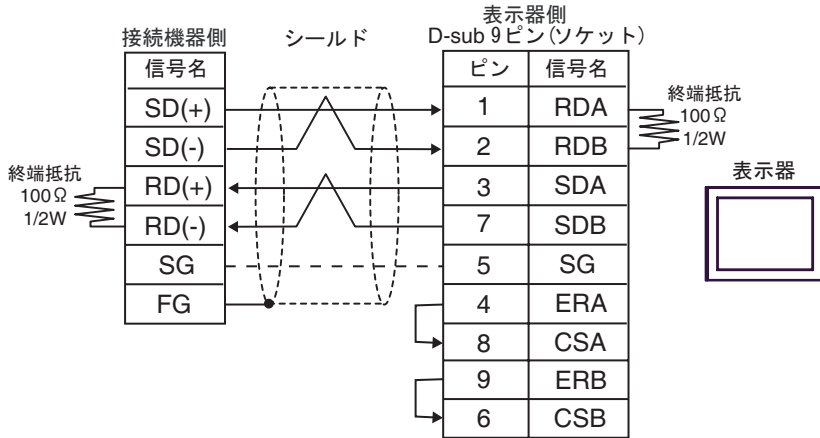 接続機器側
シールド
表示器側
D-sub 9ピン(ソケット)
信号名
ピン 信号名
SD(+) 1 RDA
SD(-) 2 RDB
RD(+) 3 SDA
RD(-) 7 SDB
SG 5 SG
FG 4 ERA
8 CSA
9 ERB
6 CSB
終端抵抗
100Ω
1/2W
終端抵抗
100Ω
1/2W
表示器